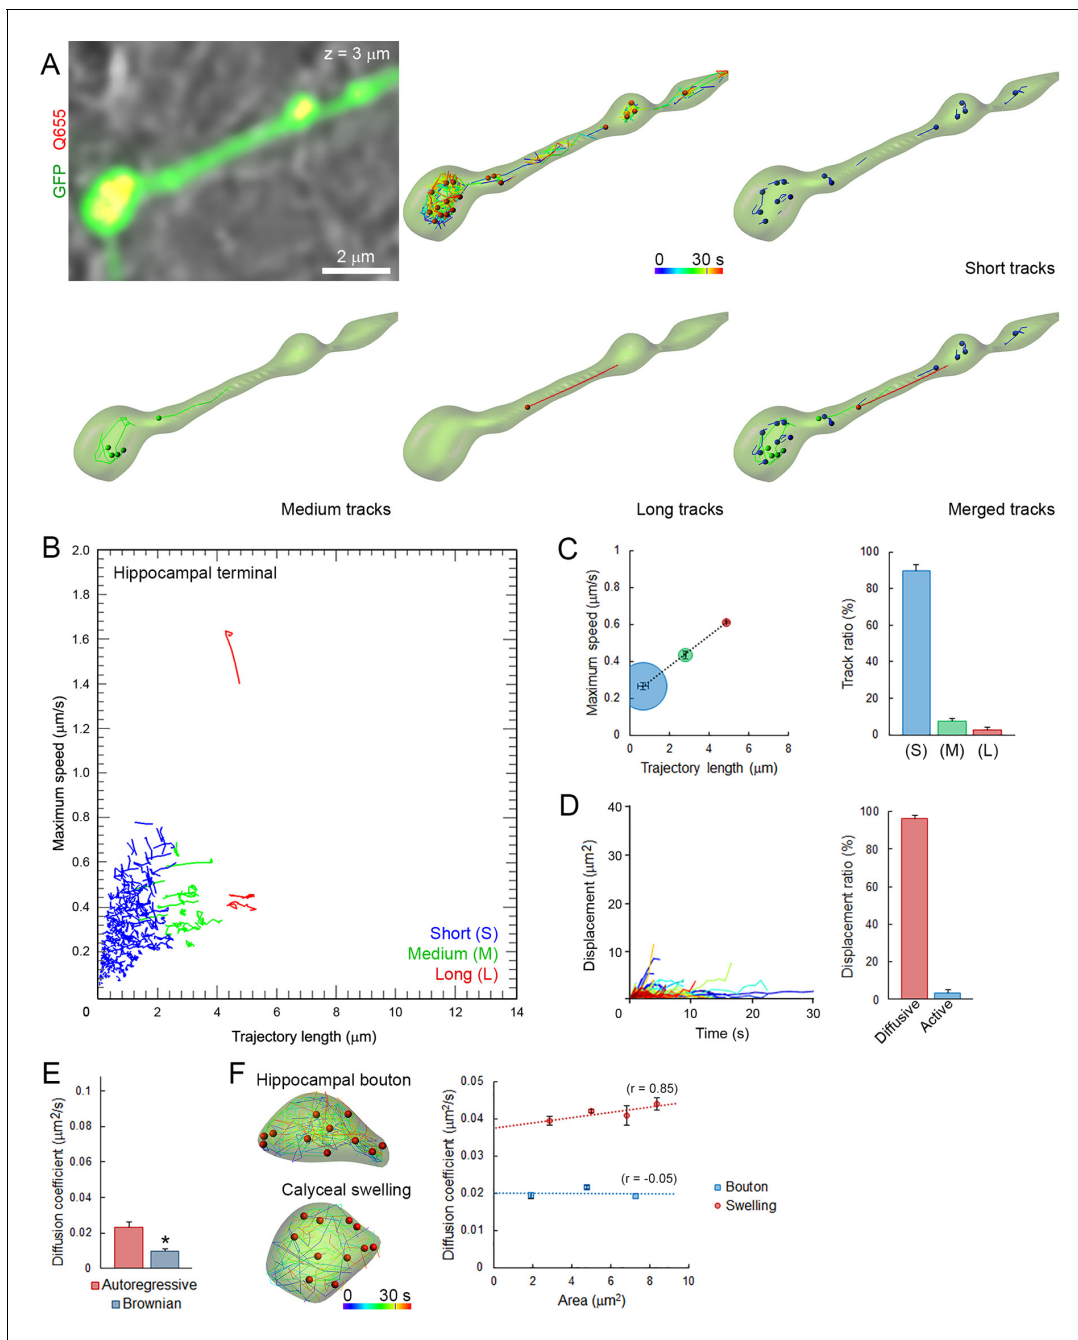 A
z = 3 μm
GFP Q655
2 μm
0 30 s
Short tracks
Medium tracks
Long tracks
Merged tracks
B
Hippocampal terminal
Maximum speed (μm/s)
2.0
1.8
1.6
1.4
1.2
1.0
0.8
0.6
0.4
0.2
0
0 2 4 6 8 10 12 14
Trajectory length (μm)
Short (S)
Medium (M)
Long (L)
C
Maximum speed (μm/s)
1
0.8
0.6
0.4
0.2
0
0 2 4 6 8
Trajectory length (μm)
Track ratio (%)
100
80
60
40
20
0
(S) (M) (L)
D
Displacement (μm2)
40
30
20
10
0
0 10 20 30
Time (s)
Displacement ratio (%)
100
80
60
40
20
0
Diffusive
Active
E
Diffusion coefficient (μm²/s)
0.1
0.08
0.06
0.04
0.02
0
*
Autoregressive
Brownian
F
Hippocampal bouton
Calyceal swelling
0 30 s
Diffusion coefficient (μm²/s)
0.05
0.04
0.03
0.02
0.01
0.00
0 2 4 6 8 10
Area (μm²)
(r = 0.85)
(r = -0.05)
Bouton
Swelling